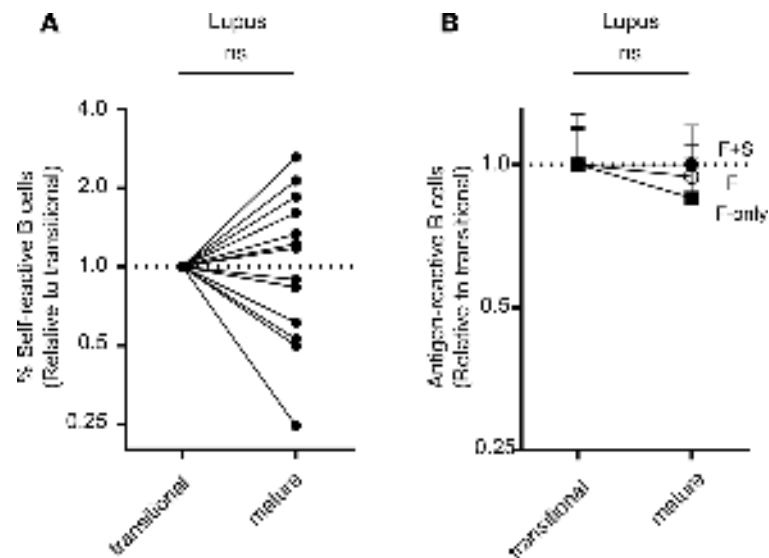 A
Lupus
ns
% Self-reactive B cells
(Relative to transitional)
4.0
2.0
1.0
0.5
0.25
transitional
mature
B
Lupus
ns
Antigen-reactive B cells
(Relative to transitional)
1.0
0.5
0.25
F+S
F
F-only
transitional
mature